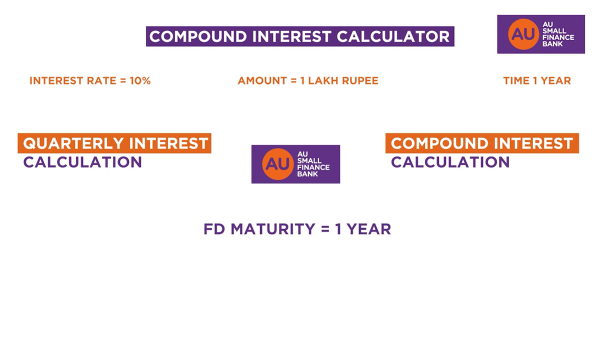 COMPOUND INTEREST CALCULATOR
AU
SMALL
FINANCE
BANK
AU
INTEREST RATE = 10%
AMOUNT = 1 LAKH RUPEE
TIME 1 YEAR
QUARTERLY INTEREST
CALCULATION
AU
AU
SMALL
FINANCE
BANK
COMPOUND INTEREST
CALCULATION
FD MATURITY = 1 YEAR